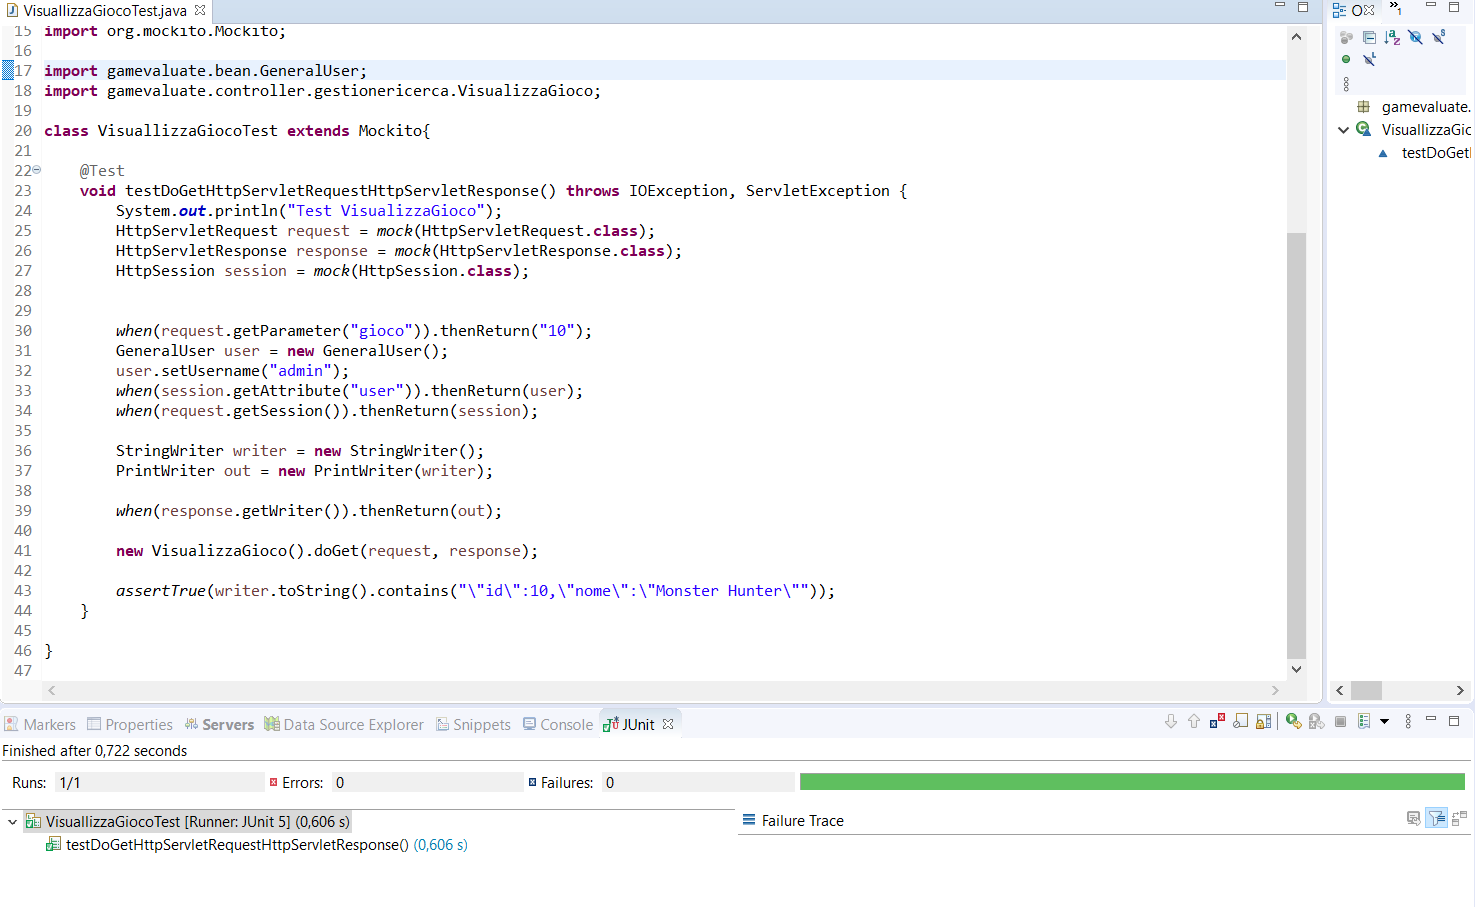 VisuallizzaGiocoTest.java
15 import org.mockito.Mockito;
16
17 import gamevaluate.bean.GeneralUser;
18 import gamevaluate.controller.gestionericerca.VisualizzaGioco;
19
20 class VisuallizzaGiocoTest extends Mockito{
21
22 @Test
23 void testDoGetHttpServletRequestHttpServletResponse() throws IOException, ServletException {
24 System.out.println("Test VisualizzaGioco");
25 HttpServletRequest request = mock(HttpServletRequest.class);
26 HttpServletResponse response = mock(HttpServletResponse.class);
27 HttpSession session = mock(HttpSession.class);
28
29
30 when(request.getParameter("gioco")).thenReturn("10");
31 GeneralUser user = new GeneralUser();
32 user.setUsername("admin");
33 when(session.getAttribute("user")).thenReturn(user);
34 when(request.getSession()).thenReturn(session);
35
36 StringWriter writer = new StringWriter();
37 PrintWriter out = new PrintWriter(writer);
38
39 when(response.getWriter()).thenReturn(out);
40
41 new VisualizzaGioco().doGet(request, response);
42
43 assertTrue(writer.toString().contains("\"id\":10,\"nome\":\"Monster Hunter\""));
44 }
45
46 }
47
gamevaluate.
VisuallizzaGio
testDoGetl
Markers Properties Servers Data Source Explorer Snippets Console JUnit
Finished after 0,722 seconds
Runs: 1/1 Errors: 0 Failures: 0
VisuallizzaGiocoTest [Runner: JUnit 5] (0,606 s)
testDoGetHttpServletRequestHttpServletResponse() (0,606 s)
Failure Trace